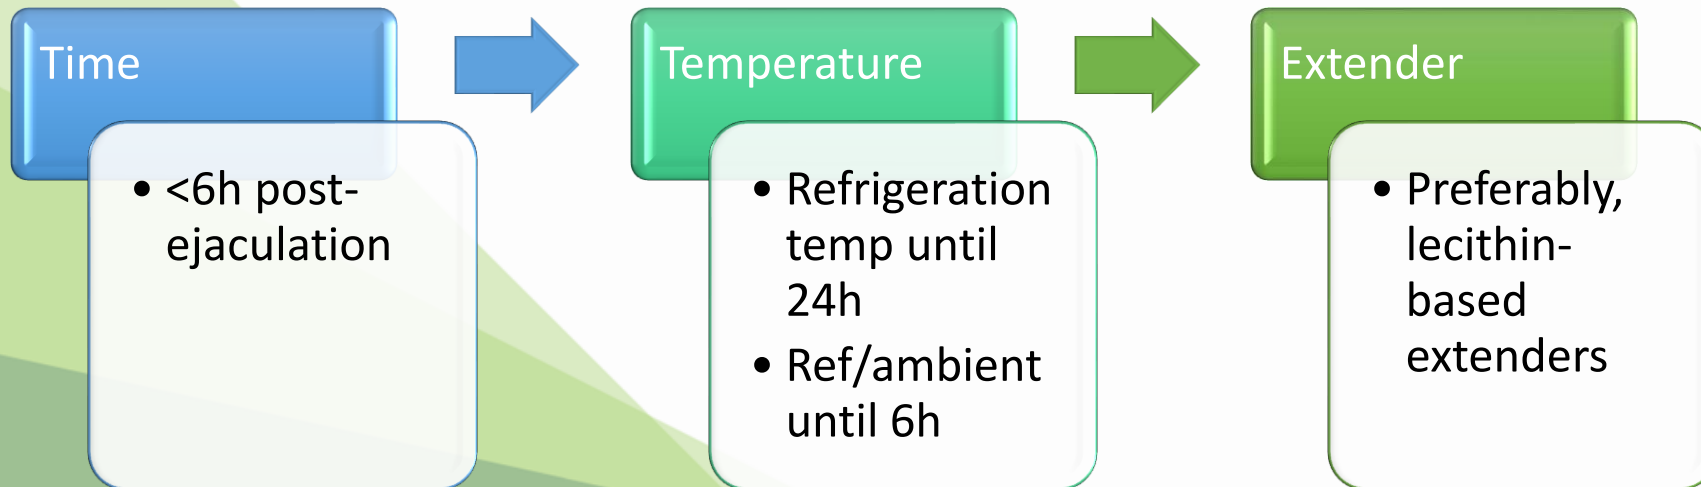 Time
• <6h post-
ejaculation
Temperature
• Refrigeration
temp until
24h
• Ref/ambient
until 6h
Extender
• Preferably,
lecithin-
based
extenders